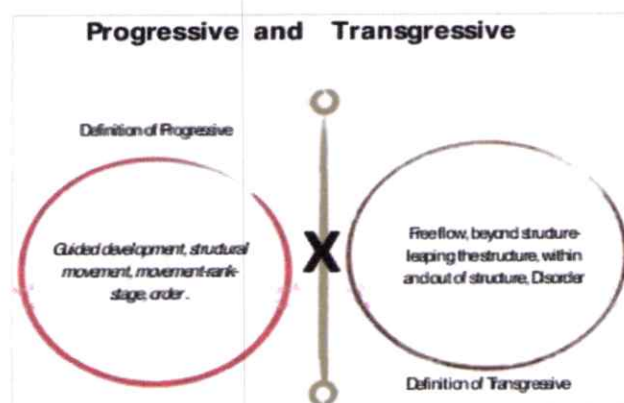 Progressive and Transgressive
Definition of Progressive
Guided development, structural
movement, movement-rank-
stage, order.
X
Free flow, beyond structure-
leaping the structure, within
and out of structure, Disorder
Definition of Transgressive